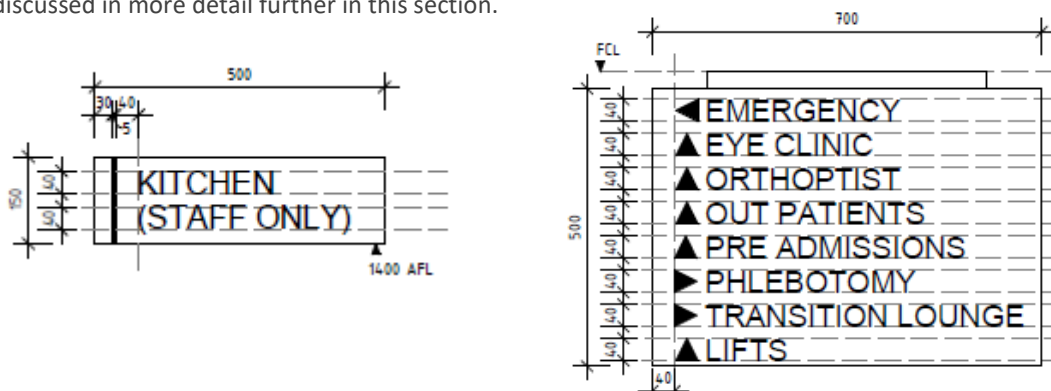 discussed in more detail further in this section.
500
30 40
5
150
40
40
KITCHEN
(STAFF ONLY)
1400 AFL
700
FCL
500
40
40
40
40
40
40
40
40
EMERGENCY
EYE CLINIC
ORTHOPTIST
OUT PATIENTS
PRE ADMISSIONS
PHLEBOTOMY
TRANSITION LOUNGE
LIFTS
40